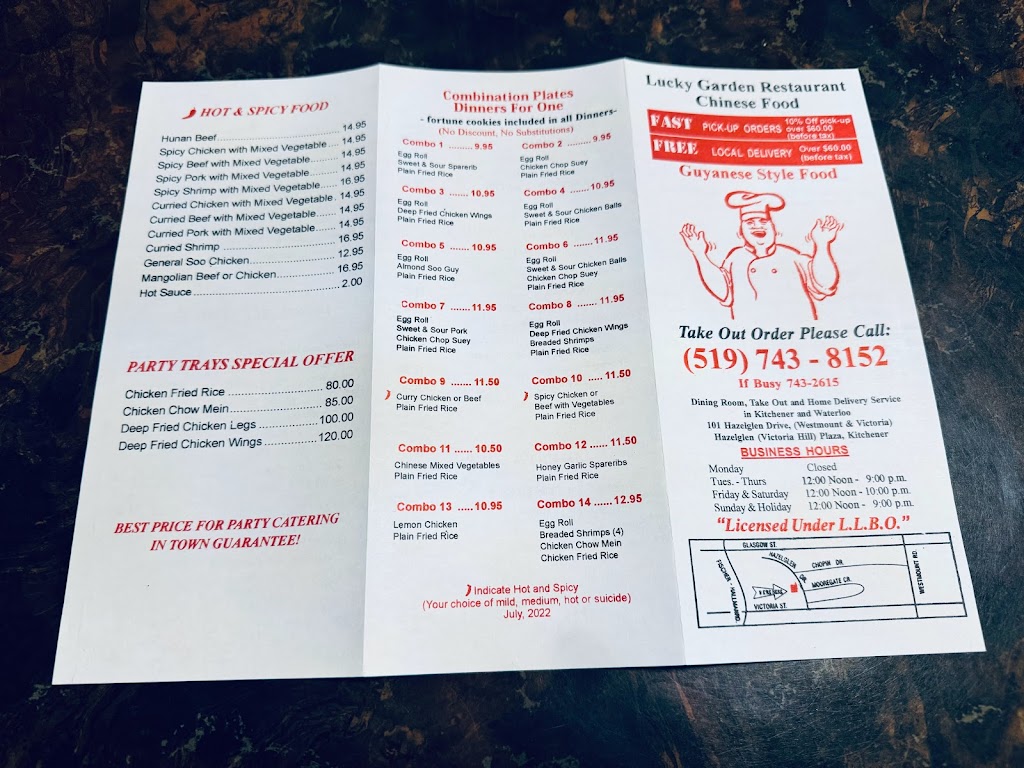 HOT & SPICY FOOD
Hunan Beef 14.95
Spicy Chicken with Mixed Vegetable 14.95
Spicy Beef with Mixed Vegetable 14.95
Spicy Pork with Mixed Vegetable 14.95
Spicy Shrimp with Mixed Vegetable 16.95
Curried Chicken with Mixed Vegetable 14.95
Curried Beef with Mixed Vegetable 14.95
Curried Pork with Mixed Vegetable 14.95
Curried Shrimp 16.95
General Soo Chicken 12.95
Mangolian Beef or Chicken 16.95
Hot Sauce 2.00
PARTY TRAYS SPECIAL OFFER
Chicken Fried Rice 80.00
Chicken Chow Mein 85.00
Deep Fried Chicken Legs 100.00
Deep Fried Chicken Wings 120.00
BEST PRICE FOR PARTY CATERING
IN TOWN GUARANTEE!
Combination Plates
Dinners For One
- fortune cookies included in all Dinners-
(No Discount, No Substitutions)
Combo 1 ........ 9.95
Egg Roll
Sweet & Sour Sparerib
Plain Fried Rice
Combo 2 ........ 9.95
Egg Roll
Chicken Chop Suey
Plain Fried Rice
Combo 3 ....... 10.95
Egg Roll
Deep Fried Chicken Wings
Plain Fried Rice
Combo 4 ....... 10.95
Egg Roll
Sweet & Sour Chicken Balls
Plain Fried Rice
Combo 5 ....... 10.95
Egg Roll
Almond Soo Guy
Plain Fried Rice
Combo 6 ....... 11.95
Egg Roll
Sweet & Sour Chicken Balls
Chicken Chop Suey
Plain Fried Rice
Combo 7 ....... 11.95
Egg Roll
Sweet & Sour Pork
Chicken Chop Suey
Plain Fried Rice
Combo 8 ....... 11.95
Egg Roll
Deep Fried Chicken Wings
Breaded Shrimps
Plain Fried Rice
Combo 9 ....... 11.50
Curry Chicken or Beef
Plain Fried Rice
Combo 10 ..... 11.50
Spicy Chicken or
Beef with Vegetables
Plain Fried Rice
Combo 11 ...... 10.50
Chinese Mixed Vegetables
Plain Fried Rice
Combo 12 ...... 11.50
Honey Garlic Spareribs
Plain Fried Rice
Combo 13 ..... 10.95
Lemon Chicken
Plain Fried Rice
Combo 14 ...... 12.95
Egg Roll
Breaded Shrimps (4)
Chicken Chow Mein
Chicken Fried Rice
Indicate Hot and Spicy
(Your choice of mild, medium, hot or suicide)
July, 2022
Lucky Garden Restaurant
Chinese Food
FAST PICK-UP ORDERS 10% Off pick-up over $60.00 (before tax)
FREE LOCAL DELIVERY Over $60.00 (before tax)
Guyanese Style Food
Take Out Order Please Call:
(519) 743 - 8152
If Busy 743-2615
Dining Room, Take Out and Home Delivery Service
in Kitchener and Waterloo
101 Hazelglen Drive, (Westmount & Victoria)
Hazelglen (Victoria Hill) Plaza, Kitchener
BUSINESS HOURS
Monday Closed
Tues. - Thurs 12:00 Noon - 9:00 p.m.
Friday & Saturday 12:00 Noon - 10:00 p.m.
Sunday & Holiday 12:00 Noon - 9:00 p.m.
"Licensed Under L.L.B.O."
GLASGOW ST.
FISCHER - HALLMAN RD
HAZELGLEN DR.
CHOPIN DR.
MOOREGATE CR.
WESTMOUNT RD.
VICTORIA ST.